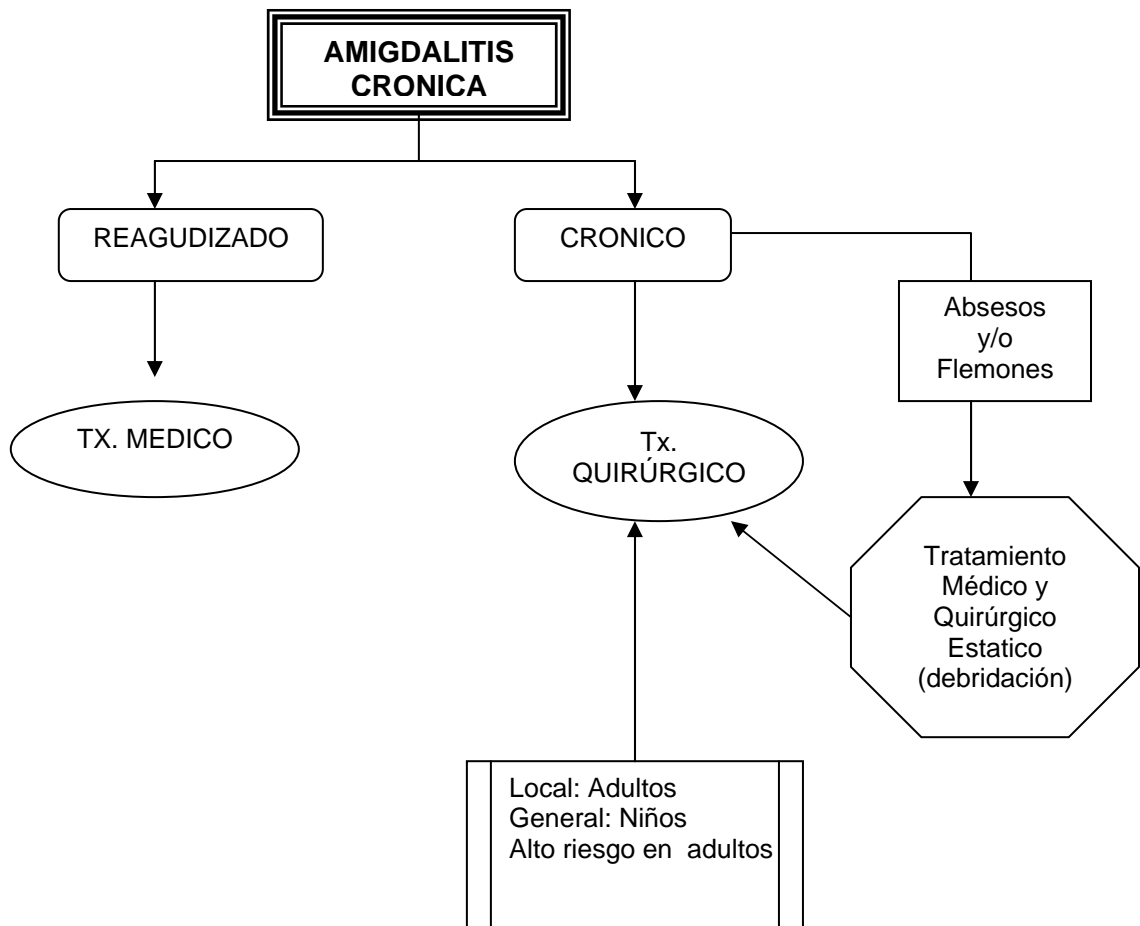 AMIGDALITIS
CRONICA
REAGUDIZADO
CRONICO
Absesos
y/o
Flemones
TX. MEDICO
Tx.
QUIRÚRGICO
Tratamiento
Médico y
Quirúrgico
Estatico
(debridación)
Local: Adultos
General: Niños
Alto riesgo en adultos